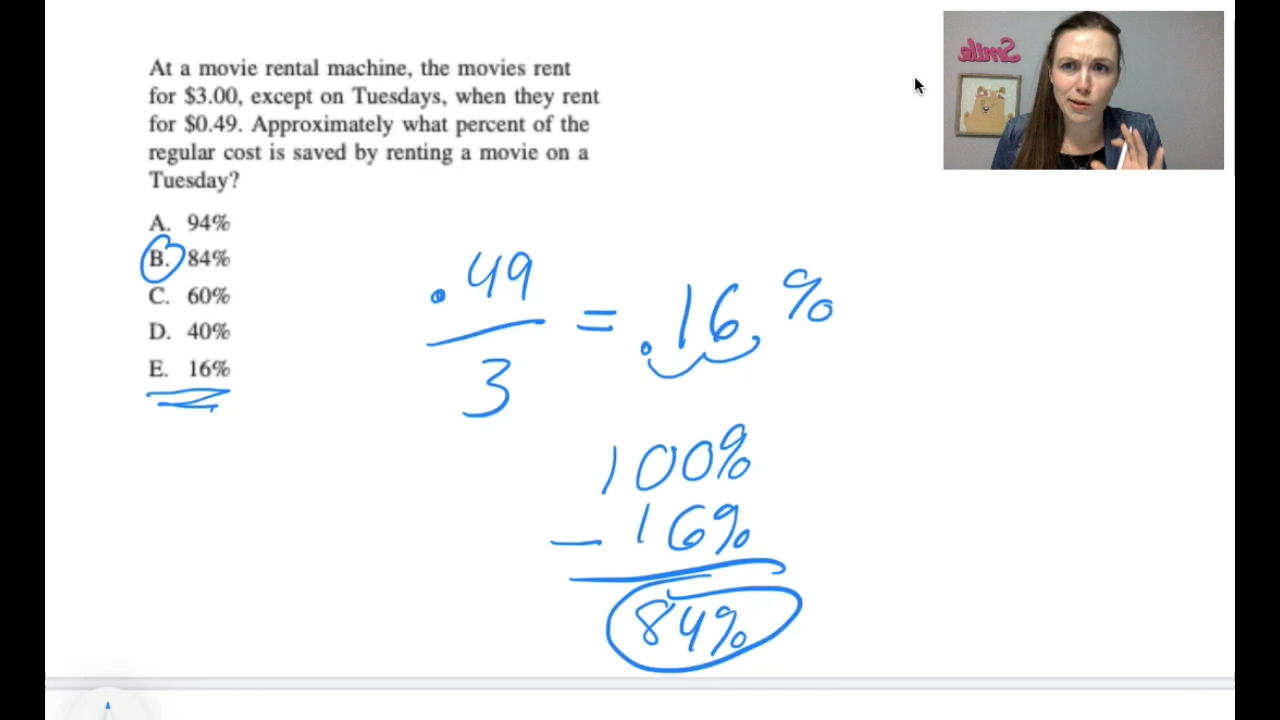 At a movie rental machine, the movies rent
for $3.00, except on Tuesdays, when they rent
for $0.49. Approximately what percent of the
regular cost is saved by renting a movie on a
Tuesday?
A. 94%
B. 84%
C. 60%
D. 40%
E. 16%
.49
3
= .16. %
100%
- 16%
84%
Smile